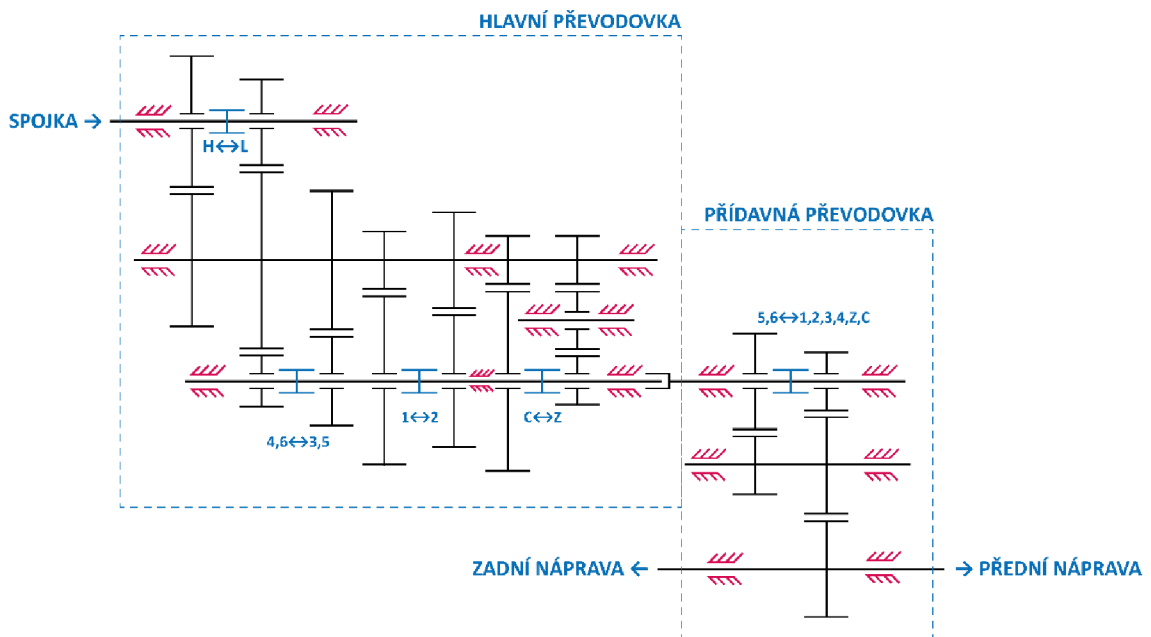 HLAVNÍ PŘEVODOVKA
SPOJKA →
H↔L
PŘÍDAVNÁ PŘEVODOVKA
5,6↔1,2,3,4,Z,C
4,6↔3,5
1↔2
C↔Z
ZADNÍ NÁPRAVA ←
→ PŘEDNÍ NÁPRAVA